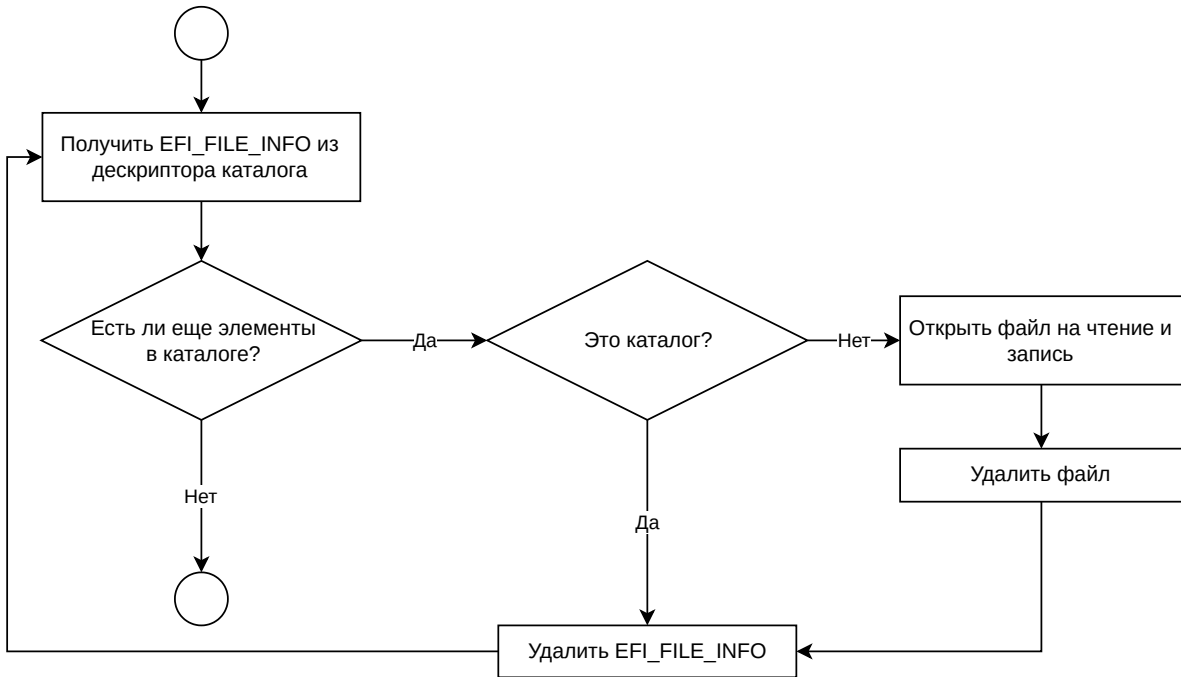 Получить EFI_FILE_INFO из
дескриптора каталога
Есть ли еще элементы
в каталоге?
Да
Это каталог?
Нет
Открыть файл на чтение и
запись
Удалить файл
Нет
Да
Удалить EFI_FILE_INFO